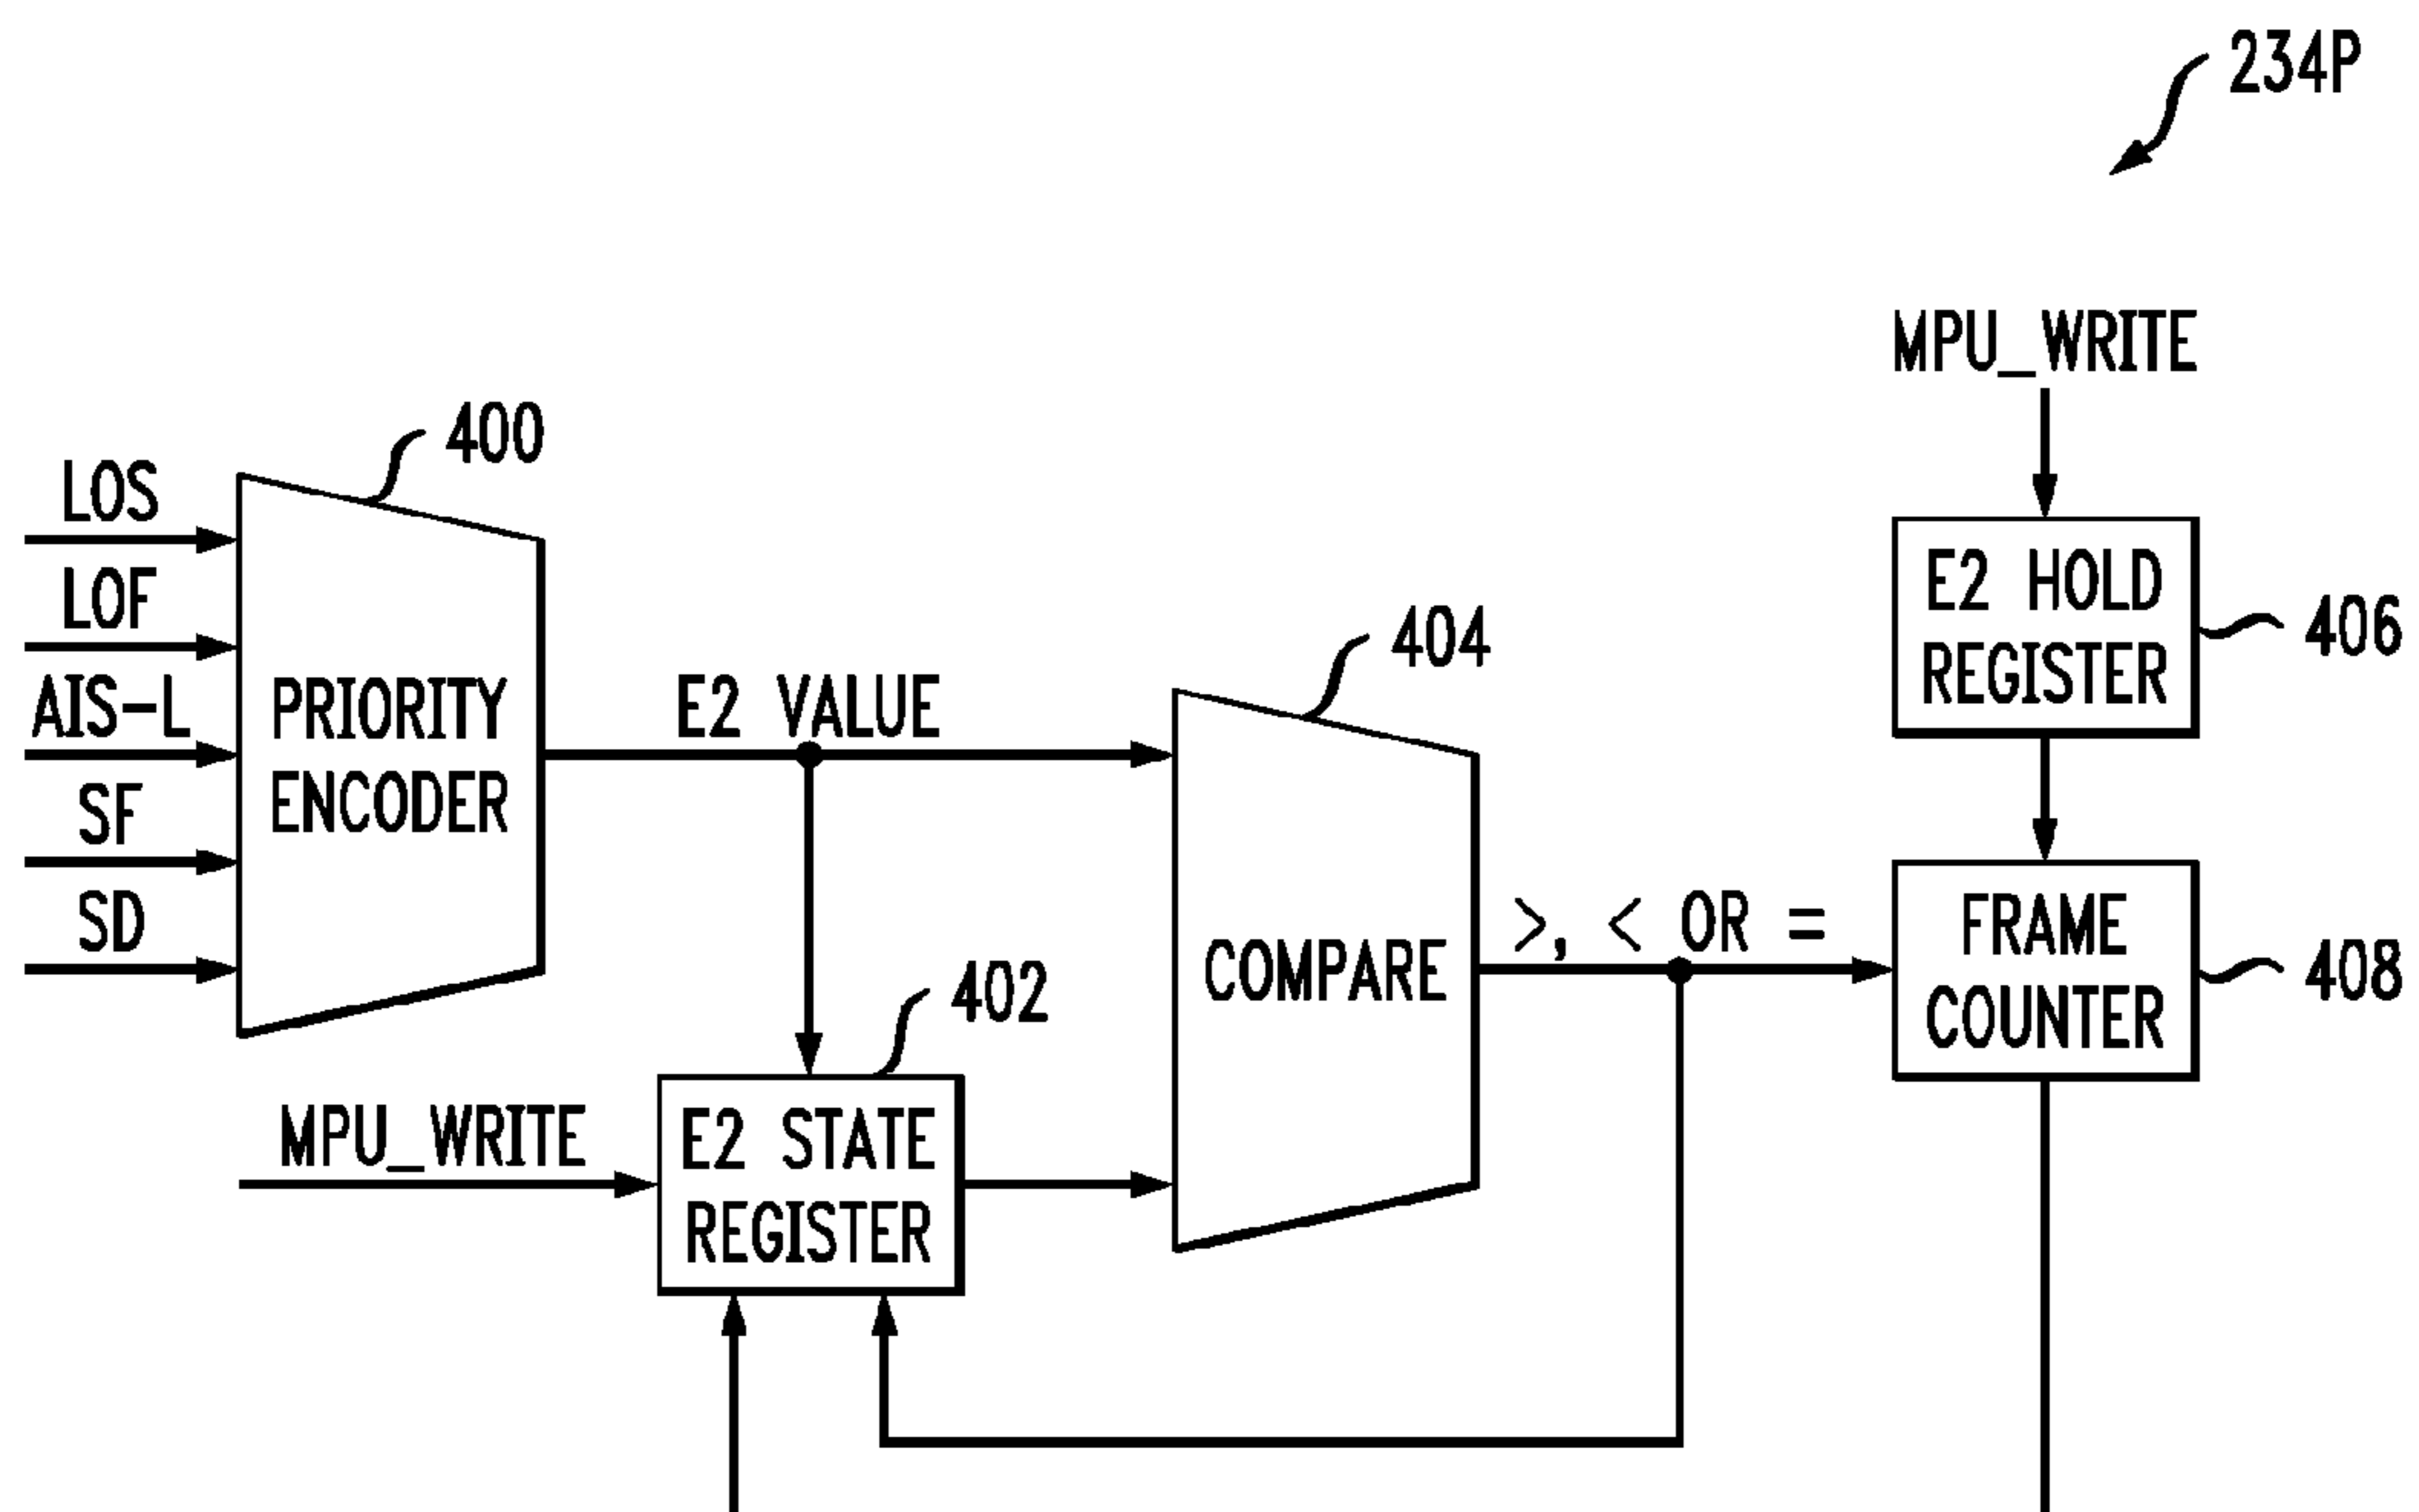 234P
MPU_WRITE
400
LOS
LOF
AIS-L
SF
SD
PRIORITY
ENCODER
E2 VALUE
404
E2 HOLD
REGISTER
406
COMPARE
>, < OR =
FRAME
COUNTER
408
402
MPU_WRITE
E2 STATE
REGISTER